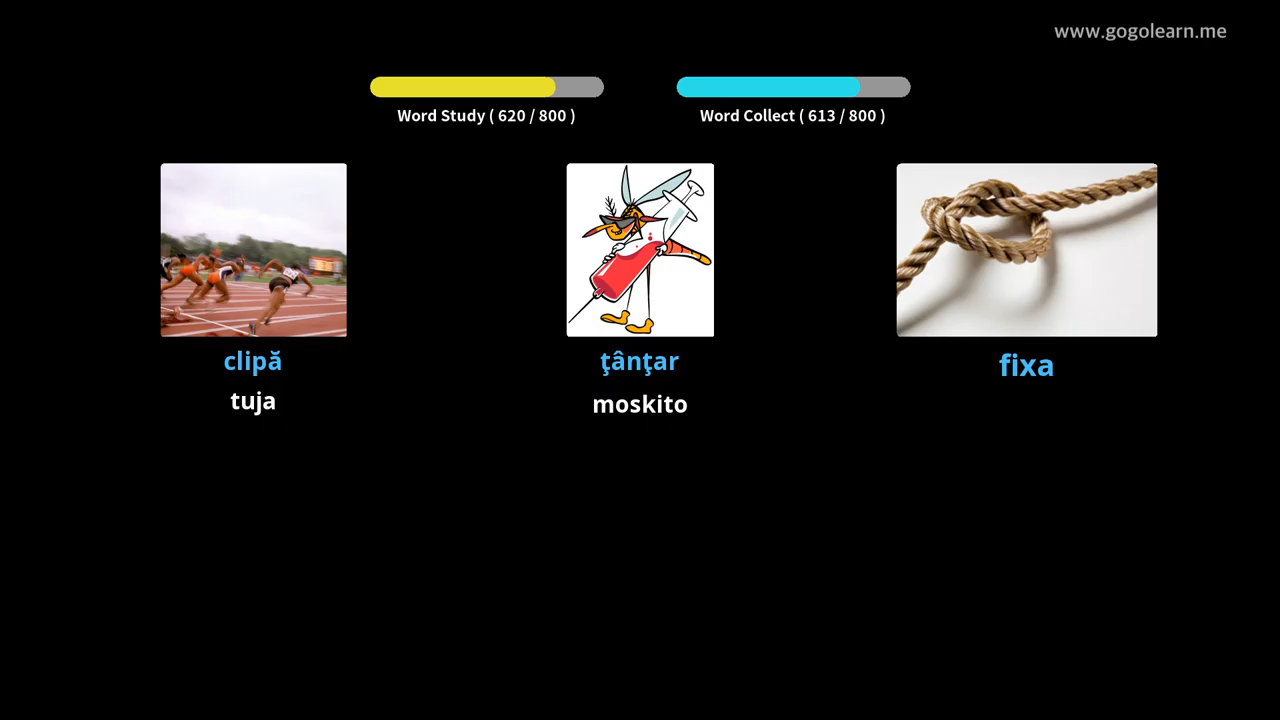 www.gogolearn.me
Word Study ( 620 / 800 )
Word Collect ( 613 / 800 )
clipă
ţânţar
fixa
tuja
moskito